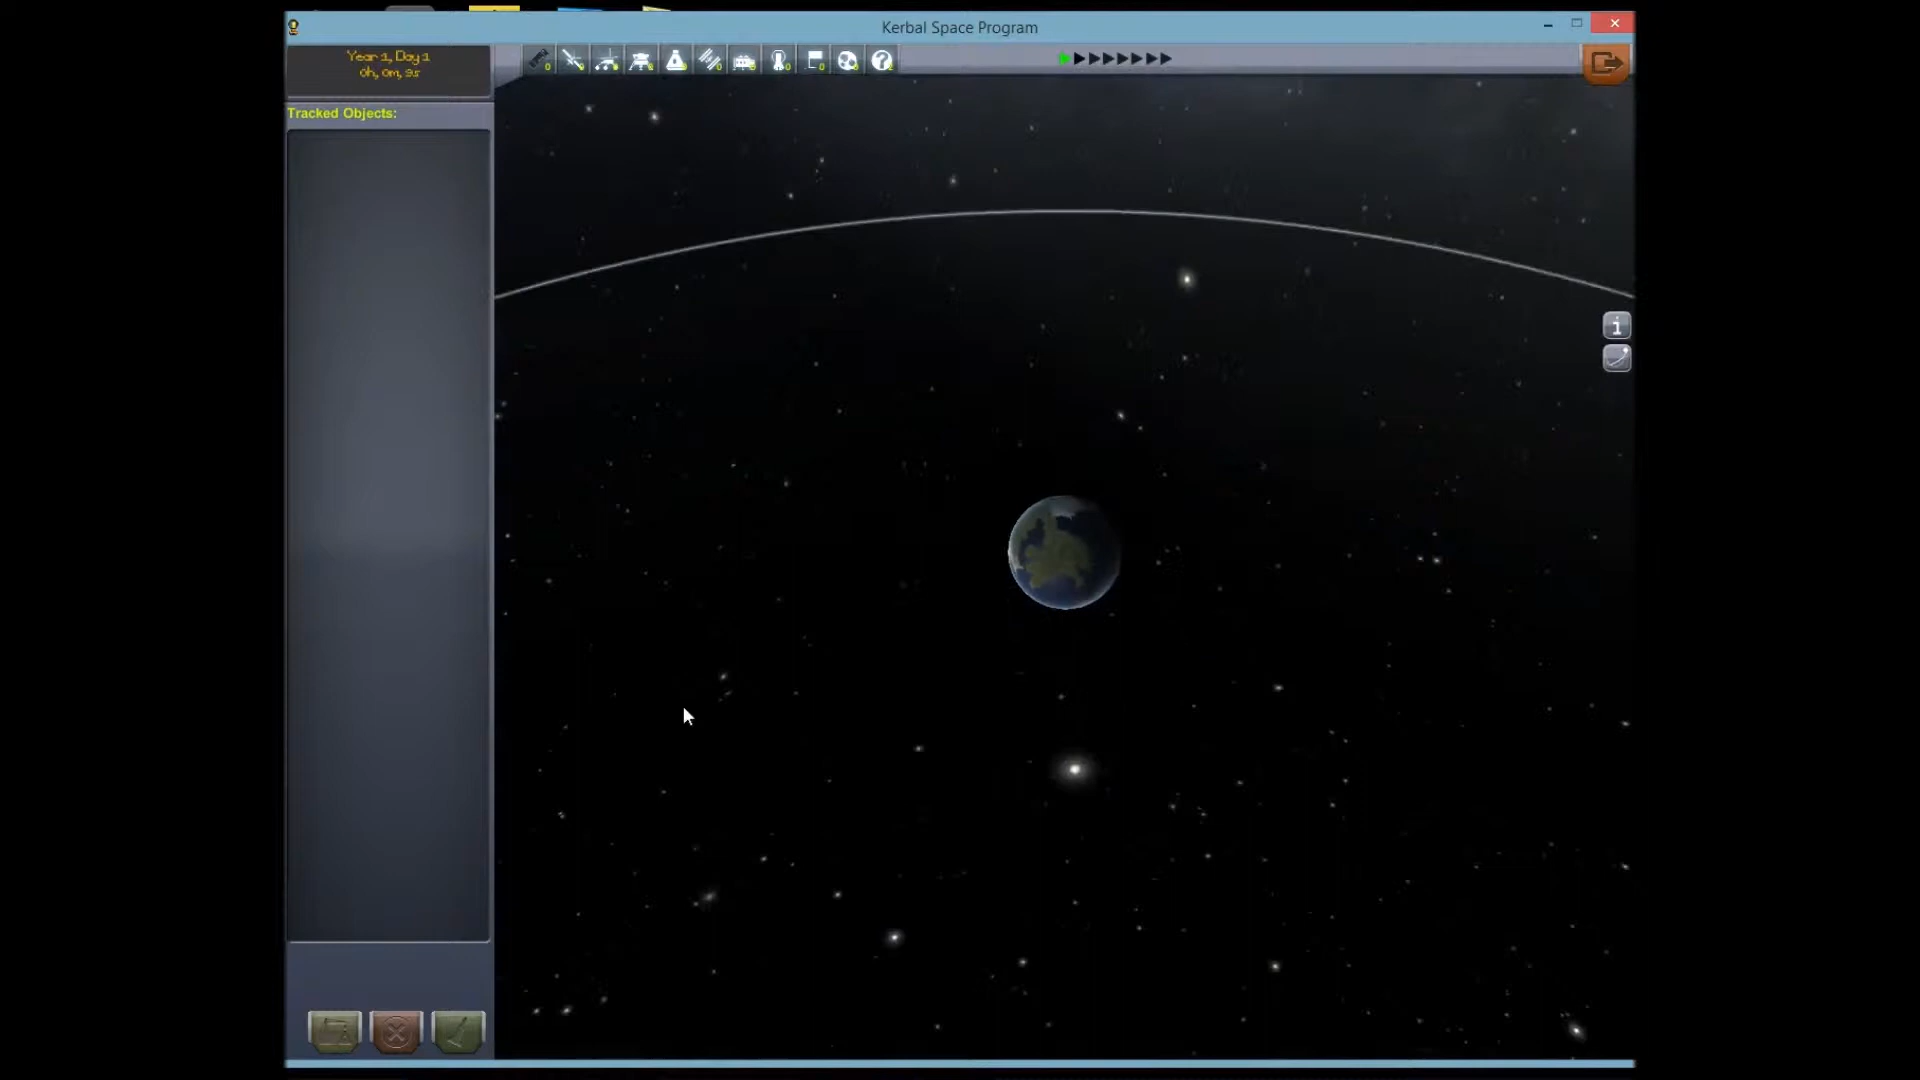 Kerbal Space Program
Year 1, Day 1
0h, 0m, 9s
Tracked Objects: